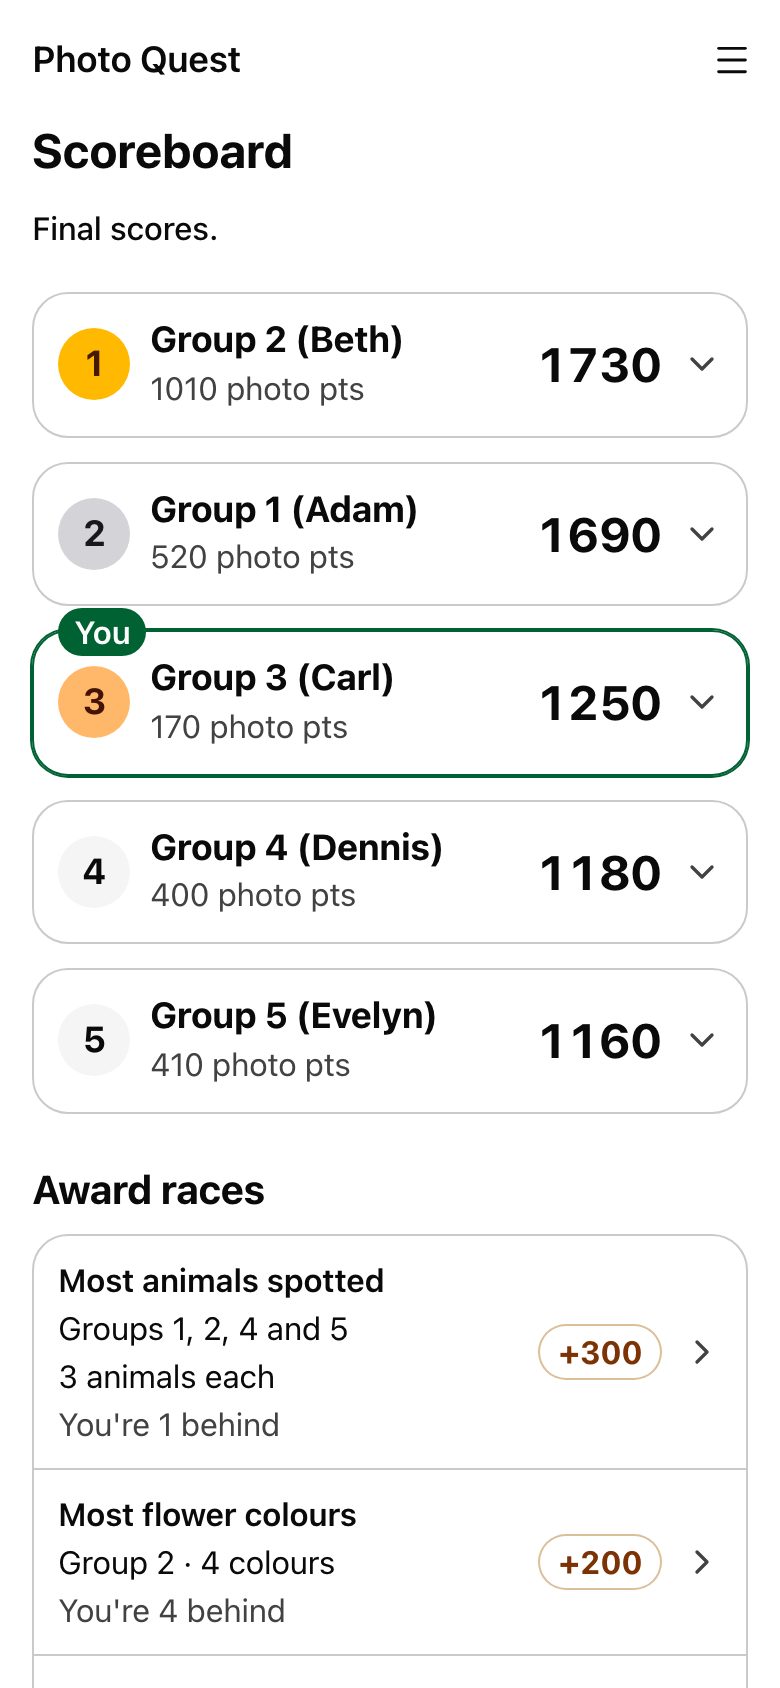 Photo Quest
Scoreboard
Final scores.
1
Group 2 (Beth)
1010 photo pts
1730
2
Group 1 (Adam)
520 photo pts
1690
You
3
Group 3 (Carl)
170 photo pts
1250
4
Group 4 (Dennis)
400 photo pts
1180
5
Group 5 (Evelyn)
410 photo pts
1160
Award races
Most animals spotted
Groups 1, 2, 4 and 5
3 animals each
You're 1 behind
+300
Most flower colours
Group 2 · 4 colours
You're 4 behind
+200